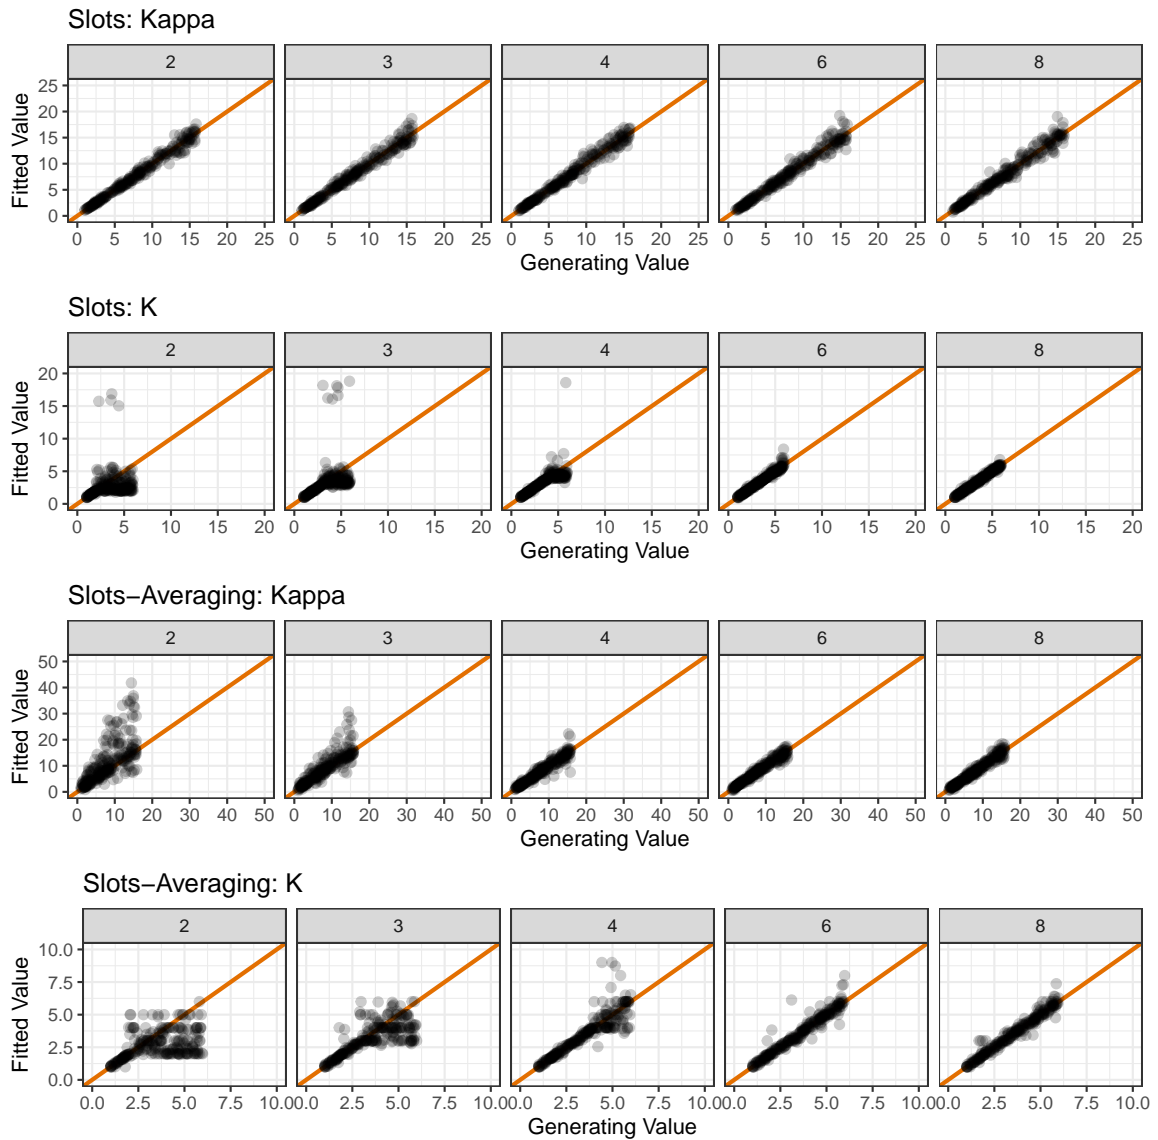 Slots: Kappa
2 3 4 6 8
25
20
15
10
5
0
Fitted Value
0 5 10 15 20 25 0 5 10 15 20 25 0 5 10 15 20 25 0 5 10 15 20 25 0 5 10 15 20 25
Generating Value
Slots: K
2 3 4 6 8
20
15
10
5
0
Fitted Value
0 5 10 15 20 0 5 10 15 20 0 5 10 15 20 0 5 10 15 20 0 5 10 15 20
Generating Value
Slots−Averaging: Kappa
2 3 4 6 8
50
40
30
20
10
0
Fitted Value
0 10 20 30 40 50 0 10 20 30 40 50 0 10 20 30 40 50 0 10 20 30 40 50 0 10 20 30 40 50
Generating Value
Slots−Averaging: K
2 3 4 6 8
10.0
7.5
5.0
2.5
0.0
Fitted Value
0.0 2.5 5.0 7.5 10.0 0.0 2.5 5.0 7.5 10.0 0.0 2.5 5.0 7.5 10.0 0.0 2.5 5.0 7.5 10.0 0.0 2.5 5.0 7.5 10.0
Generating Value